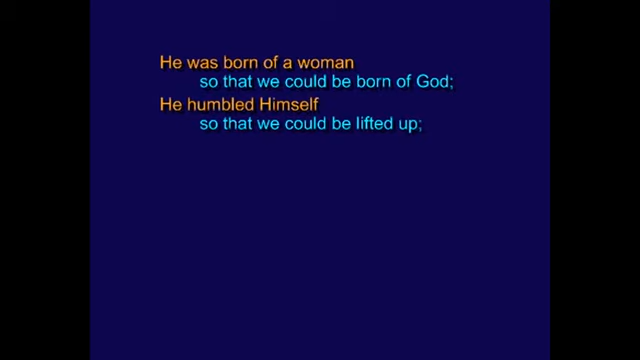 He was born of a woman
so that we could be born of God;
He humbled Himself
so that we could be lifted up;